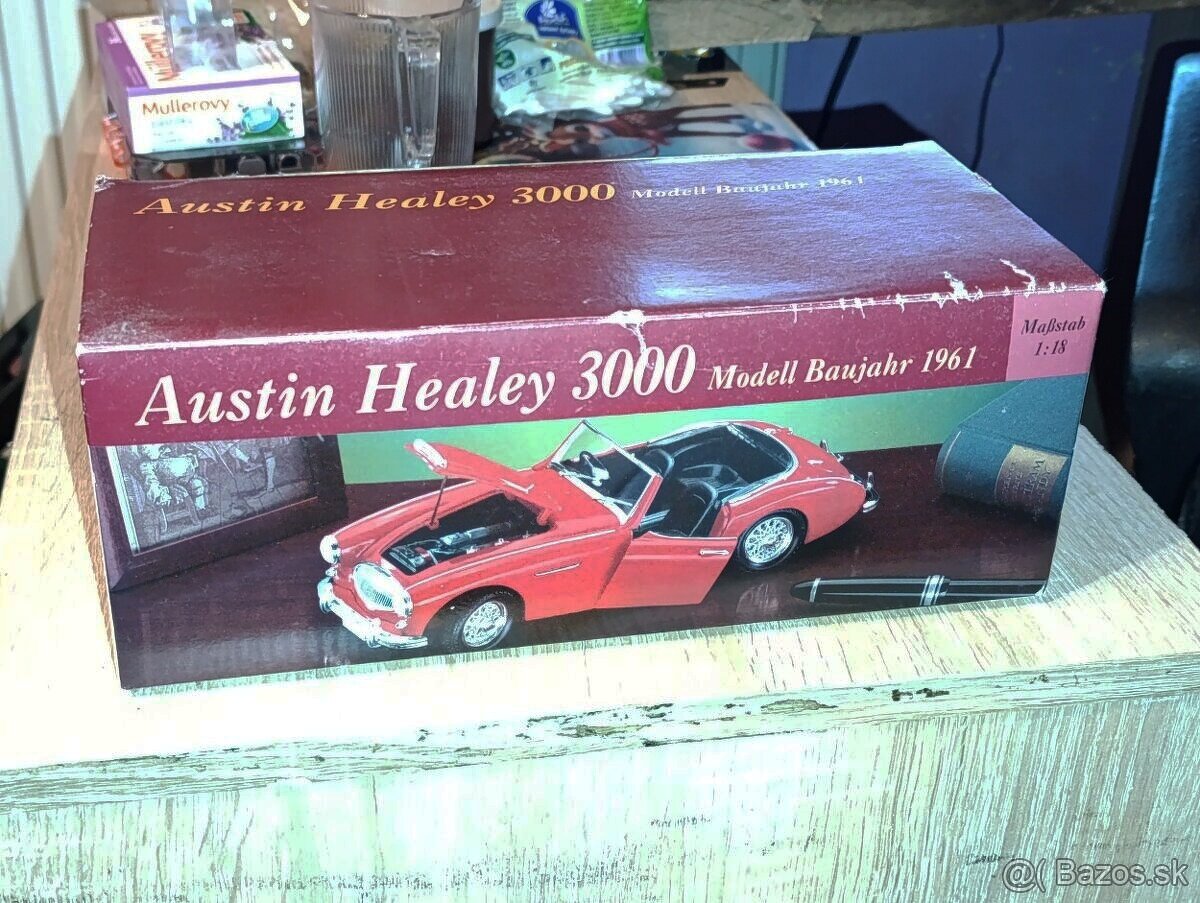 Mullerovy
Austin Healey 3000 Modell Baujahr 1961
Austin Healey 3000 Modell Baujahr 1961
Maßstab
1:18
@( Bazos.sk